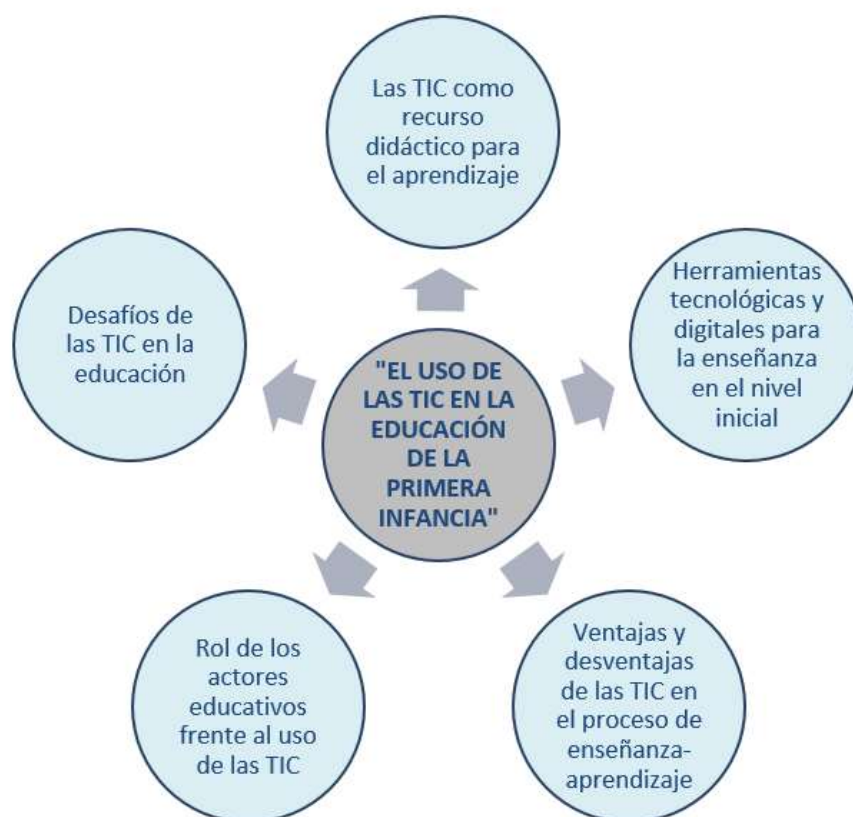 Las TIC como
recurso
didáctico para
el aprendizaje
Herramientas
tecnológicas y
digitales para
la enseñanza
en el nivel
inicial
Ventajas y
desventajas
de las TIC en
el proceso de
enseñanza-
aprendizaje
Rol de los
actores
educativos
frente al uso
de las TIC
Desafíos de
las TIC en la
educación
"EL USO DE
LAS TIC EN LA
EDUCACIÓN
DE LA
PRIMERA
INFANCIA"